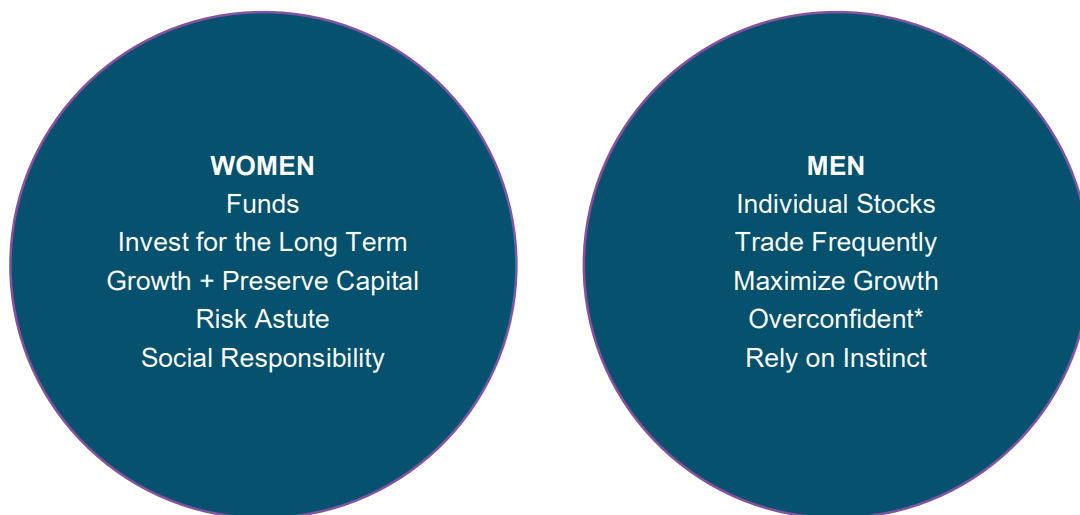 WOMEN
Funds
Invest for the Long Term
Growth + Preserve Capital
Risk Astute
Social Responsibility
MEN
Individual Stocks
Trade Frequently
Maximize Growth
Overconfident*
Rely on Instinct